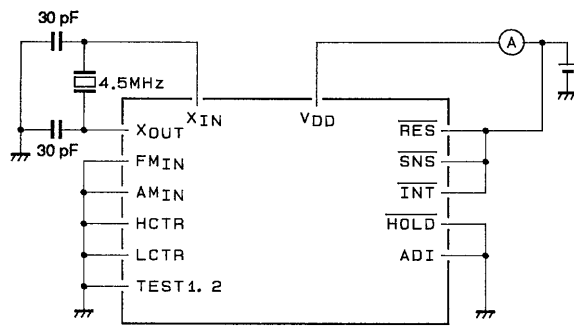 30 pF
A
4.5MHz
XIN
VDD
30 pF
XOUT
RES
FMIN
SNS
AMIN
INT
HCTR
HOLD
LCTR
ADI
TEST1. 2